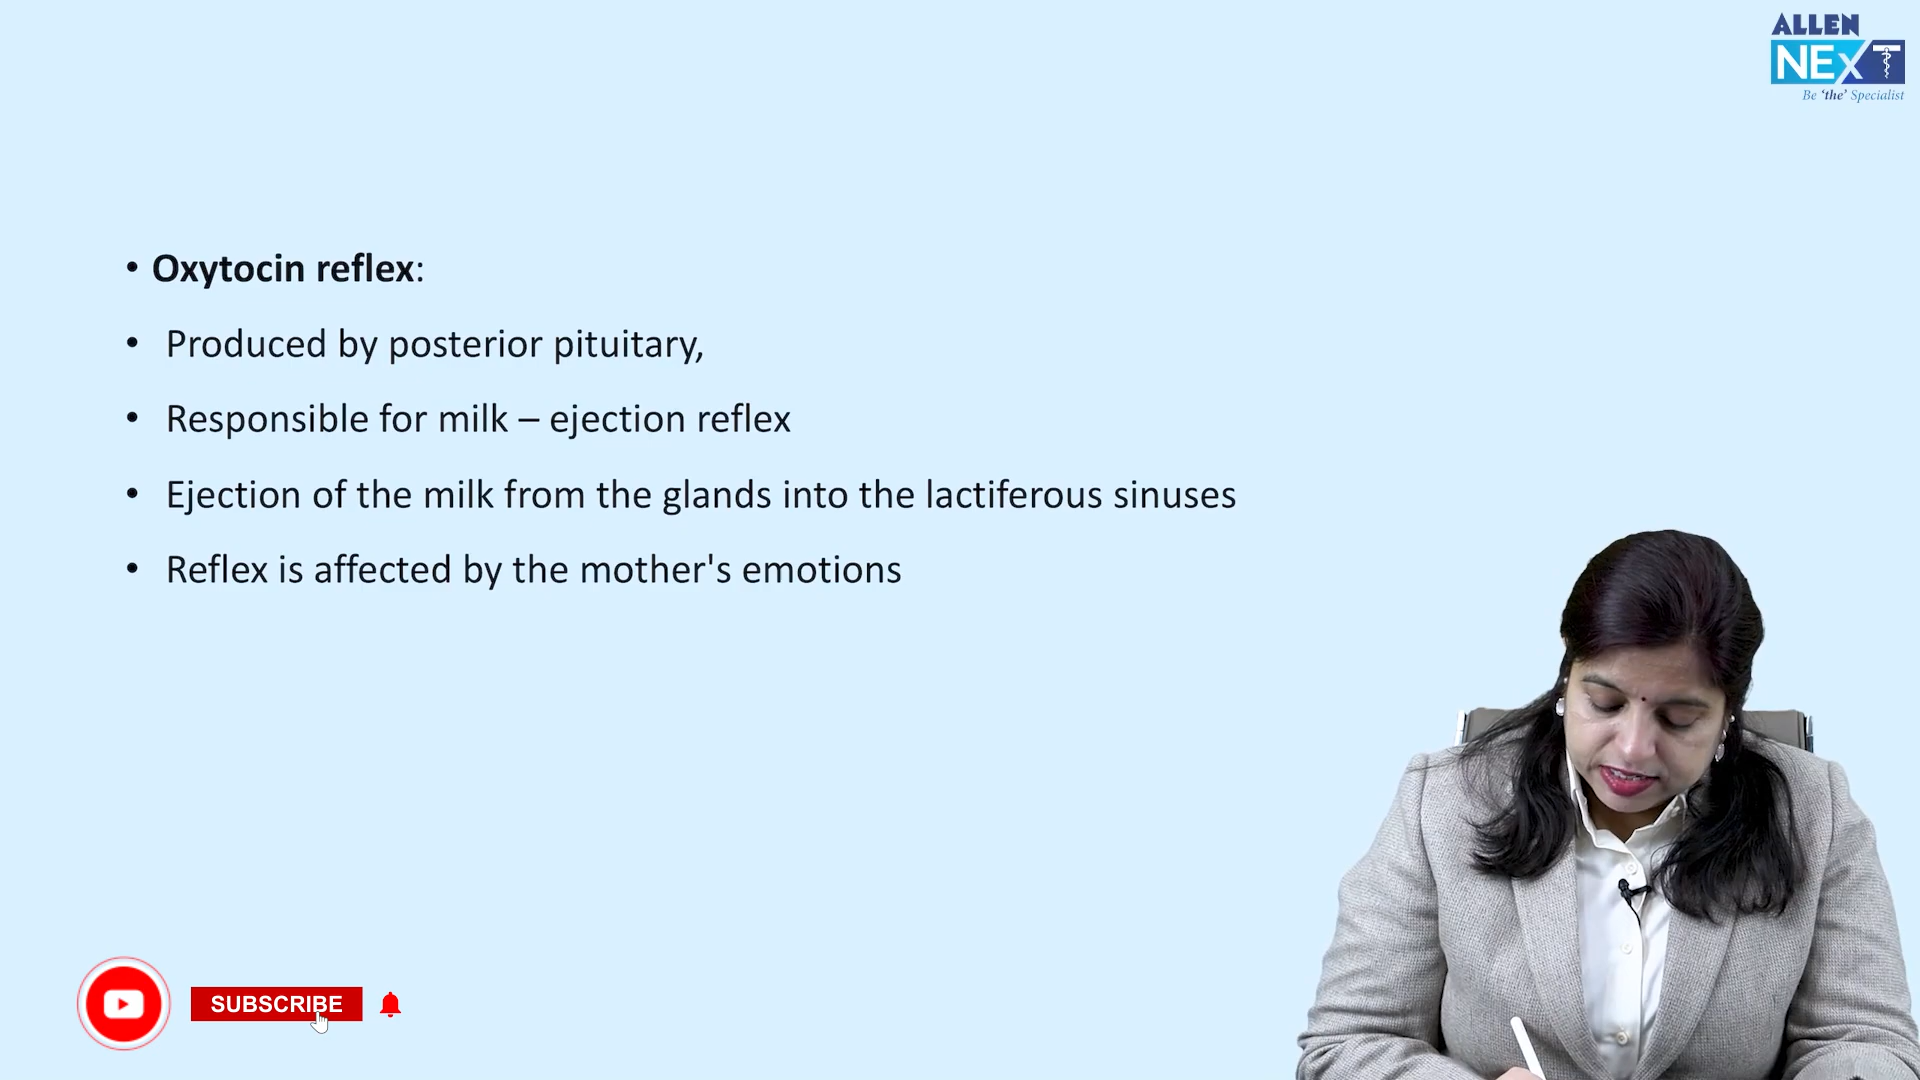 ALLEN
NEXT
Be 'the' Specialist
• Oxytocin reflex:
• Produced by posterior pituitary,
• Responsible for milk – ejection reflex
• Ejection of the milk from the glands into the lactiferous sinuses
• Reflex is affected by the mother's emotions
SUBSCRIBE